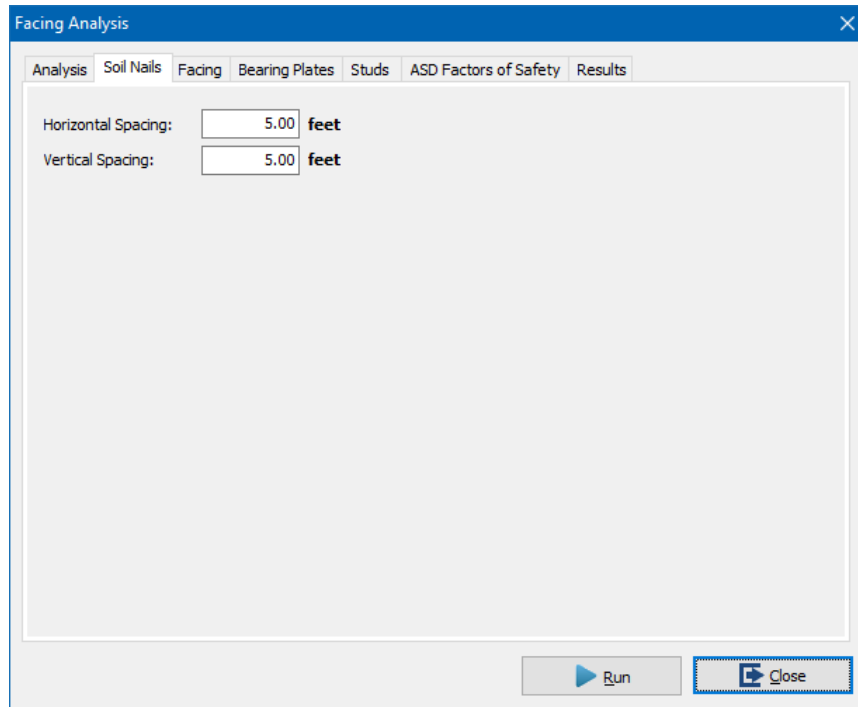 Facing Analysis
Analysis Soil Nails Facing Bearing Plates Studs ASD Factors of Safety Results
Horizontal Spacing: 5.00 feet
Vertical Spacing: 5.00 feet
Run Close